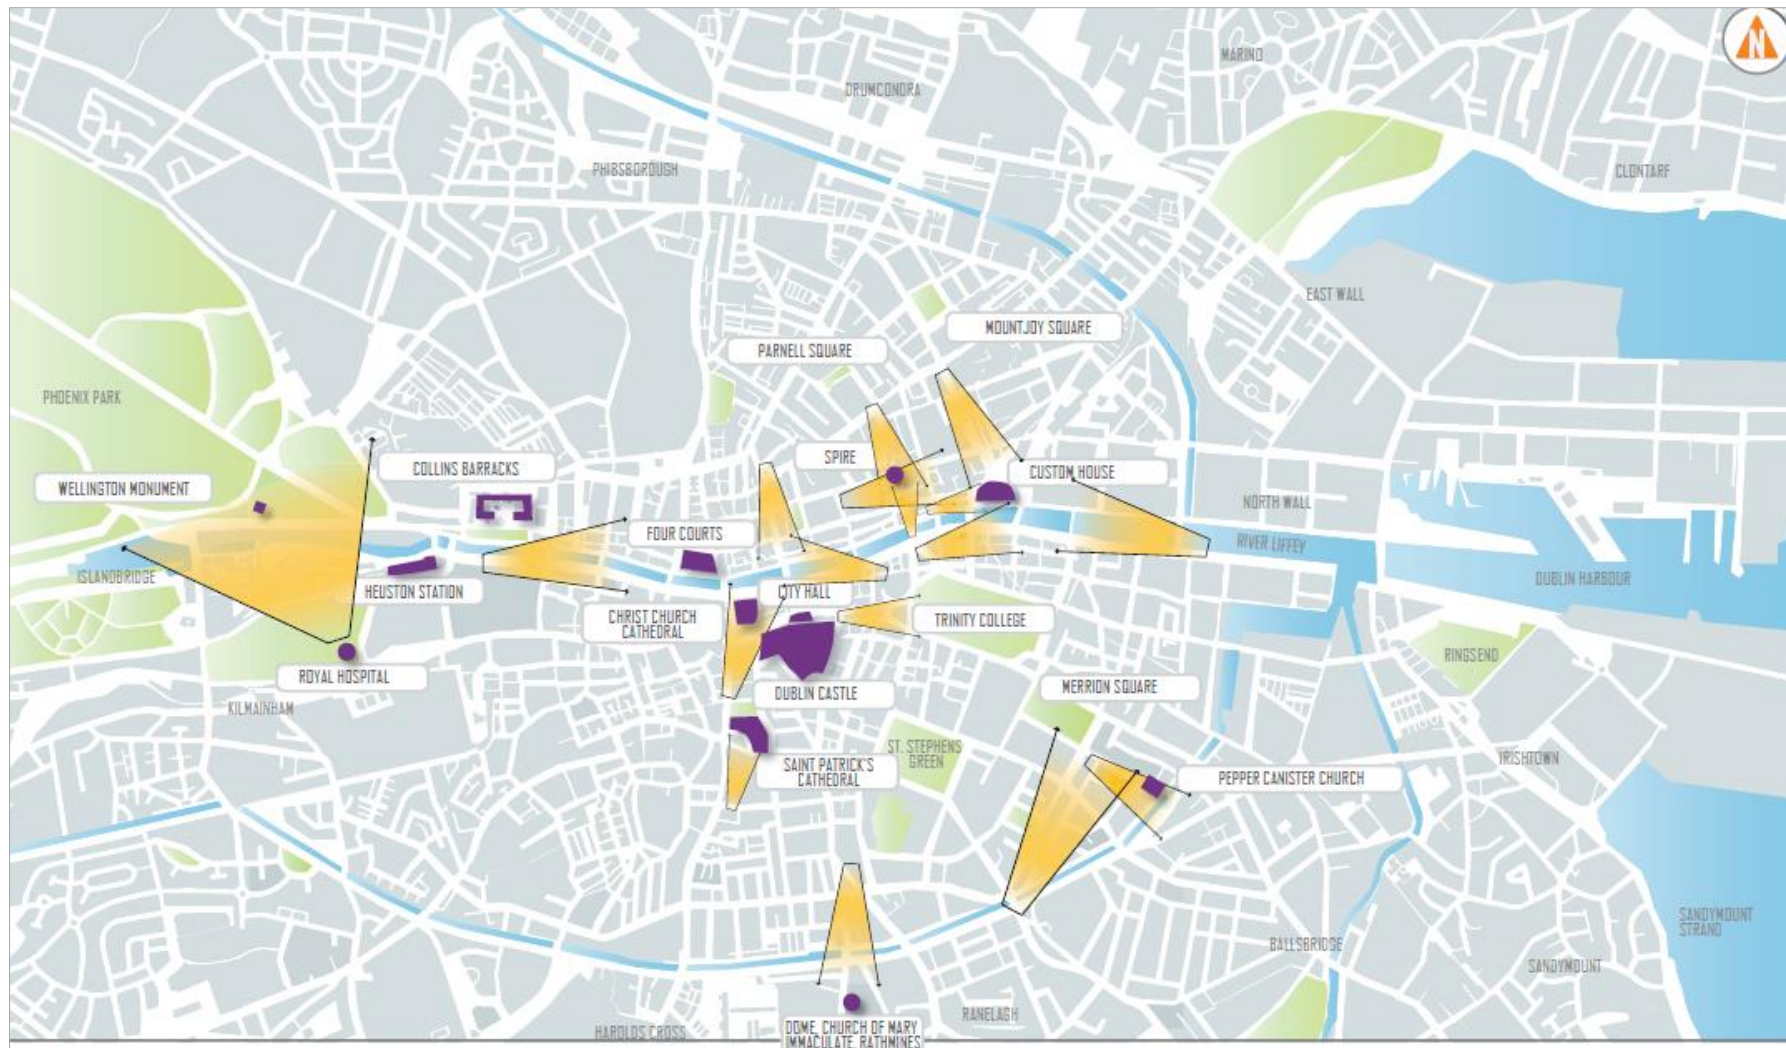 N
MARINO
DRUMCONDRA
PHIBSBOROUGH
CLONTARF
EAST WALL
MOUNTJOY SQUARE
PARNELL SQUARE
PHOENIX PARK
SPIRE
COLLINS BARRACKS
CUSTOM HOUSE
WELLINGTON MONUMENT
NORTH WALL
FOUR COURTS
RIVER LIFFEY
ISLANDBRIDGE
DUBLIN HARBOUR
HEUSTON STATION
CITY HALL
CHRIST CHURCH
CATHEDRAL
TRINITY COLLEGE
RINGSEND
ROYAL HOSPITAL
MERRION SQUARE
DUBLIN CASTLE
KILMAINHAM
ST. STEPHENS
GREEN
IRISHTOWN
SAINT PATRICK'S
CATHEDRAL
PEPPER CANISTER CHURCH
SANDYMOUNT
STRAND
BALLSBRIDGE
SANDYMOUNT
RANELAGH
HAROLDS CROSS
DOME, CHURCH OF MARY
IMMACULATE, RATHMINES